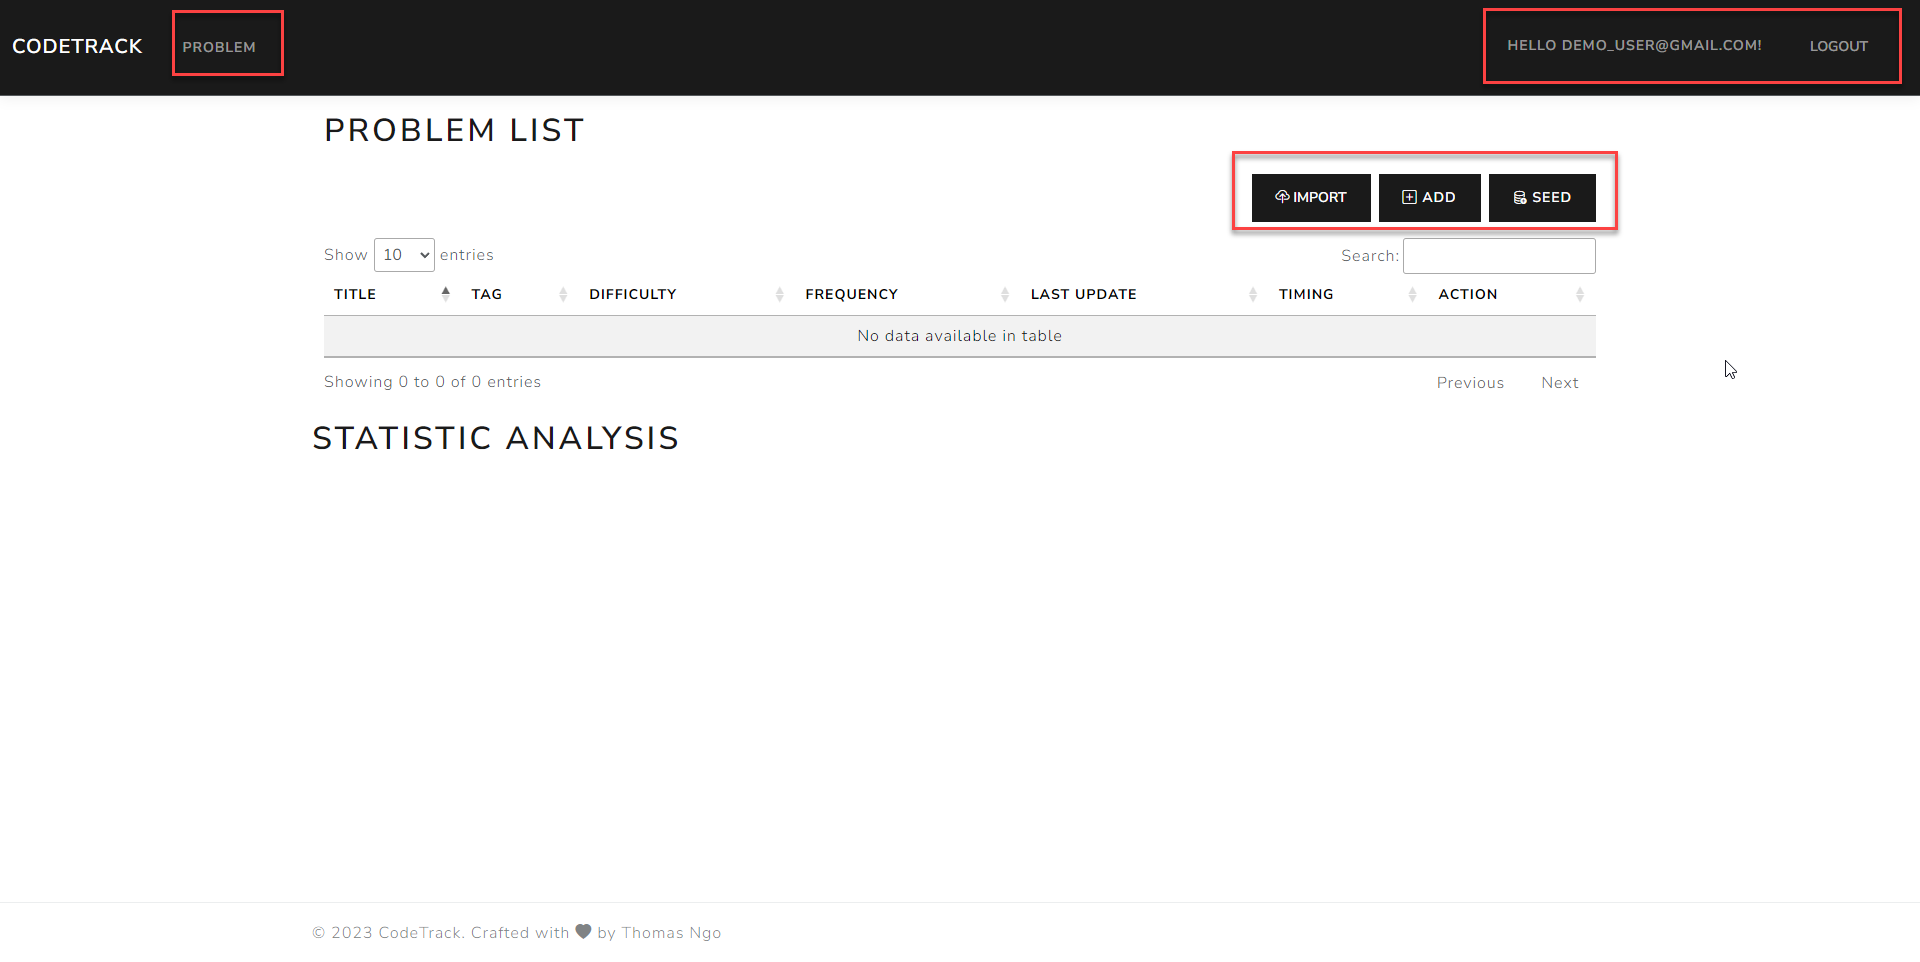 CODETRACK PROBLEM HELLO DEMO_USER@GMAIL.COM! LOGOUT
PROBLEM LIST
IMPORT ADD SEED
Show 10 entries Search:
TITLE TAG DIFFICULTY FREQUENCY LAST UPDATE TIMING ACTION
No data available in table
Showing 0 to 0 of 0 entries Previous Next
STATISTIC ANALYSIS
© 2023 CodeTrack. Crafted with by Thomas Ngo